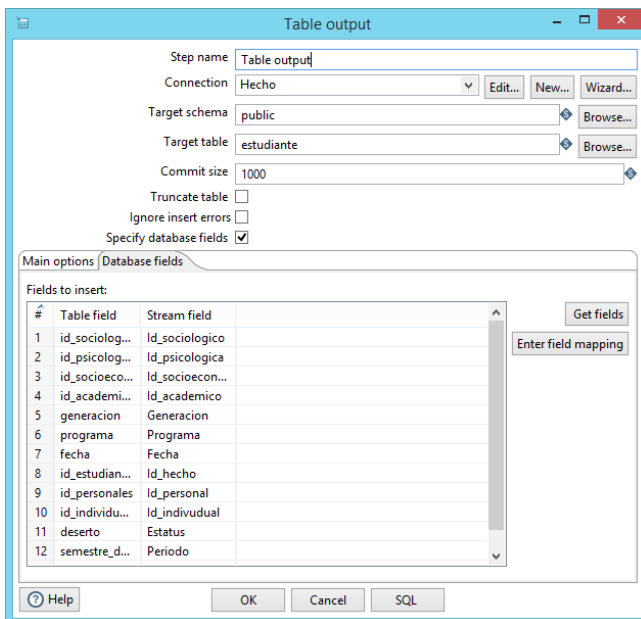 Table output
Step name Table output
Connection Hecho Edit... New... Wizard...
Target schema public Browse...
Target table estudiante Browse...
Commit size 1000
Truncate table
Ignore insert errors
Specify database fields
Main options Database fields
Fields to insert:
# Table field Stream field
Get fields
1 id_sociolog... Id_sociologico
Enter field mapping
2 id_psicolog... Id_psicologica
3 id_socioeco... Id_socioecon...
4 id_academi... Id_academico
5 generacion Generacion
6 programa Programa
7 fecha Fecha
8 id_estudian... Id_hecho
9 id_personales Id_personal
10 id_individu... Id_indivudual
11 deserto Estatus
12 semestre_d... Periodo
Help OK Cancel SQL